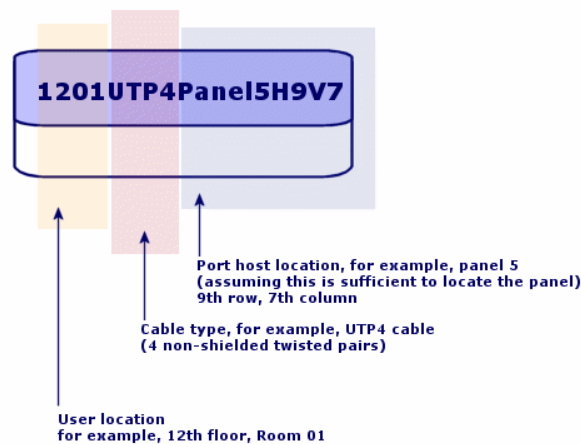 1201UTP4Panel5H9V7
Port host location, for example, panel 5
(assuming this is sufficient to locate the panel)
9th row, 7th column
Cable type, for example, UTP4 cable
(4 non-shielded twisted pairs)
User location
for example, 12th floor, Room 01